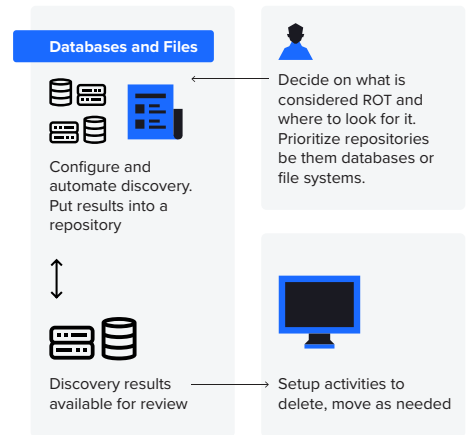 Databases and Files
Configure and
automate discovery.
Put results into a
repository
Discovery results
available for review
Decide on what is
considered ROT and
where to look for it.
Prioritize repositories
be them databases or
file systems.
Setup activities to
delete, move as needed